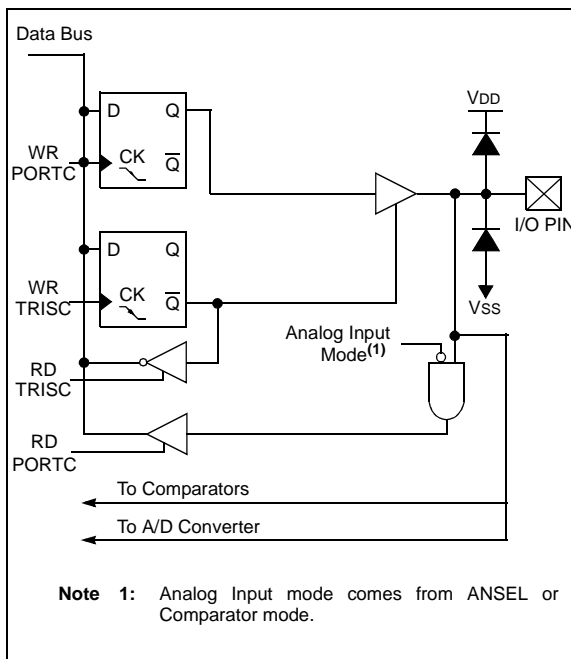 Data Bus
D Q
CK Q
WR
PORTC
VDD
I/O PIN
VSS
D Q
CK Q
WR
TRISC
RD
TRISC
Analog Input
Mode(1)
RD
PORTC
To Comparators
To A/D Converter
Note 1: Analog Input mode comes from ANSEL or
Comparator mode.